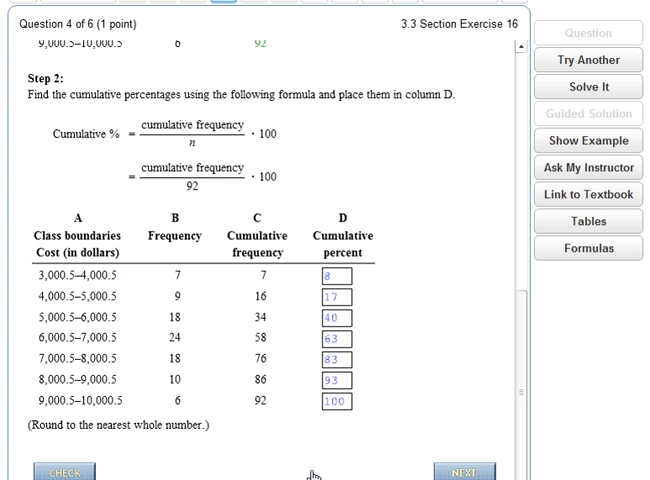 Question 4 of 6 (1 point) 3.3 Section Exercise 16
9,000.5–10,000.5 6 92
Step 2:
Find the cumulative percentages using the following formula and place them in column D.
Cumulative % = cumulative frequency / n · 100
= cumulative frequency / 92 · 100
A B C D
Class boundaries Frequency Cumulative Cumulative
Cost (in dollars) frequency percent
3,000.5–4,000.5 7 7 8
4,000.5–5,000.5 9 16 17
5,000.5–6,000.5 18 34 40
6,000.5–7,000.5 24 58 63
7,000.5–8,000.5 18 76 83
8,000.5–9,000.5 10 86 93
9,000.5–10,000.5 6 92 100
(Round to the nearest whole number.)
CHECK NEXT
Question
Try Another
Solve It
Guided Solution
Show Example
Ask My Instructor
Link to Textbook
Tables
Formulas